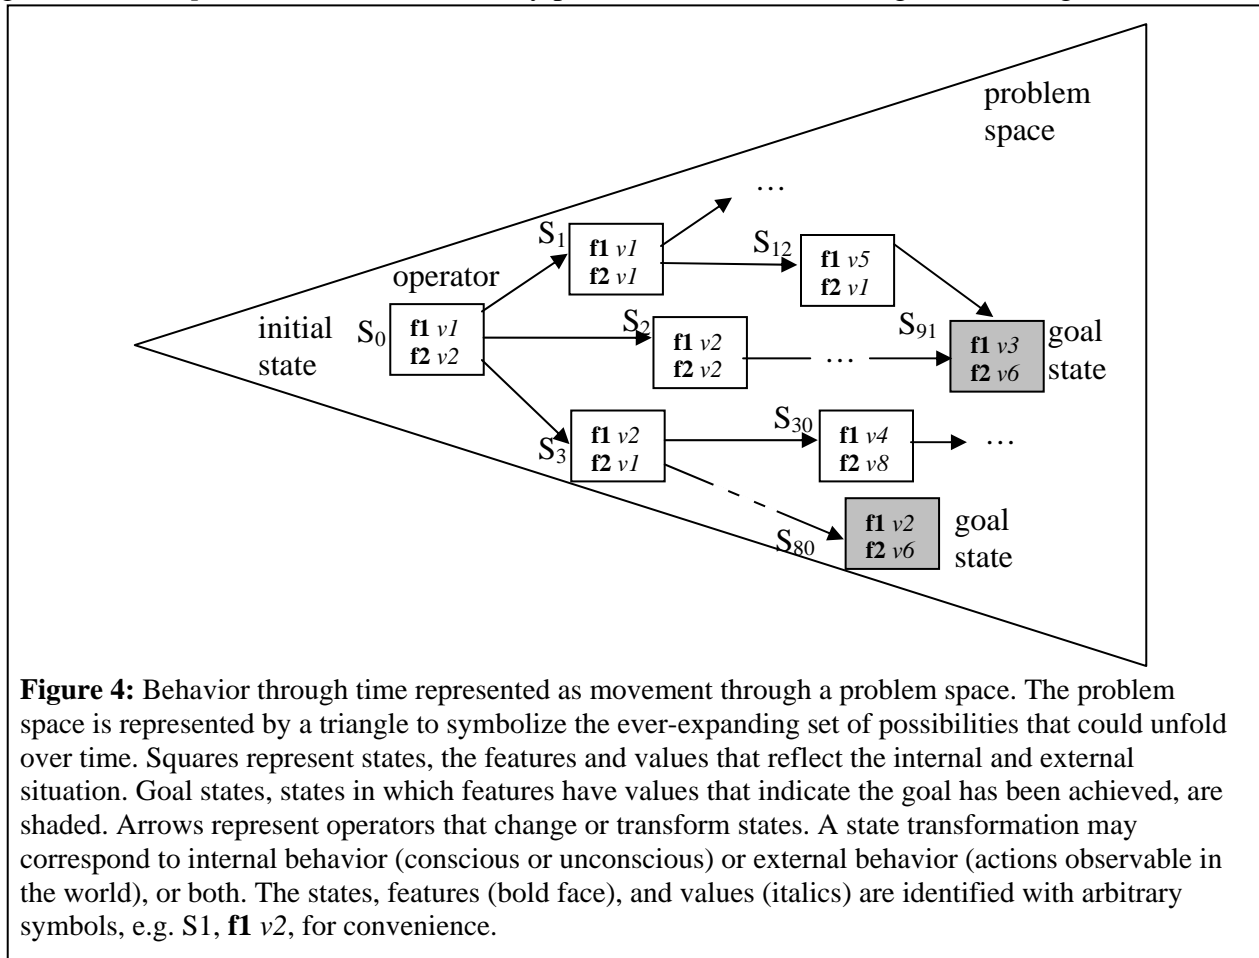 problem
space
…
S1
f1 v1
f2 v1
S12
f1 v5
f2 v1
operator
initial
state
S0
f1 v1
f2 v2
S2
f1 v2
f2 v2
…
S91
f1 v3
f2 v6
goal
state
S3
f1 v2
f2 v1
S30
f1 v4
f2 v8
…
S80
f1 v2
f2 v6
goal
state
Figure 4: Behavior through time represented as movement through a problem space. The problem
space is represented by a triangle to symbolize the ever-expanding set of possibilities that could unfold
over time. Squares represent states, the features and values that reflect the internal and external
situation. Goal states, states in which features have values that indicate the goal has been achieved, are
shaded. Arrows represent operators that change or transform states. A state transformation may
correspond to internal behavior (conscious or unconscious) or external behavior (actions observable in
the world), or both. The states, features (bold face), and values (italics) are identified with arbitrary
symbols, e.g. S1, f1 v2, for convenience.